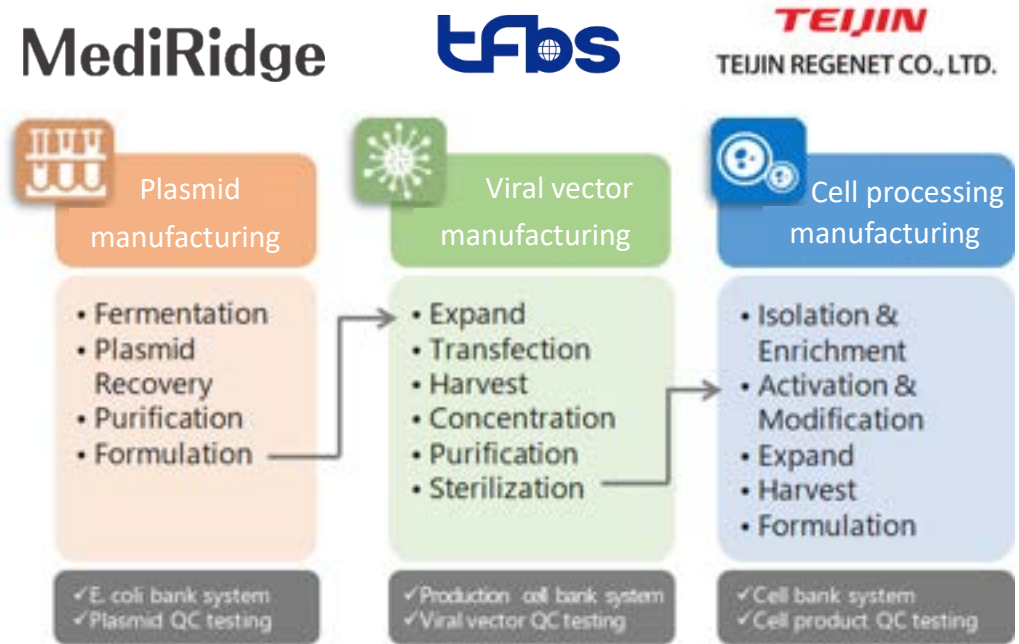 MediRidge
tfbs
TEIJIN
TEIJIN REGENET CO., LTD.
Plasmid
manufacturing
• Fermentation
• Plasmid
Recovery
• Purification
• Formulation
✓E. coli bank system
✓Plasmid QC testing
Viral vector
manufacturing
• Expand
• Transfection
• Harvest
• Concentration
• Purification
• Sterilization
✓Production cell bank system
✓Viral vector QC testing
Cell processing
manufacturing
• Isolation &
Enrichment
• Activation &
Modification
• Expand
• Harvest
• Formulation
✓Cell bank system
✓Cell product QC testing